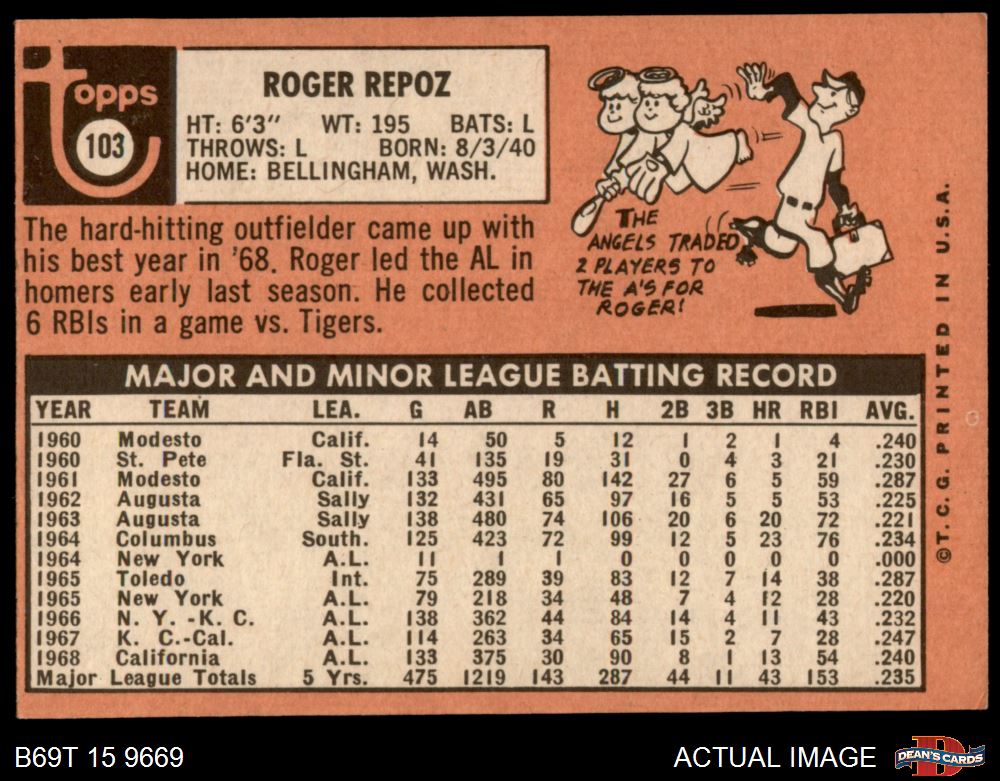 Topps
103
ROGER REPOZ
HT: 6'3" WT: 195 BATS: L
THROWS: L BORN: 8/3/40
HOME: BELLINGHAM, WASH.
The hard-hitting outfielder came up with
his best year in '68. Roger led the AL in
homers early last season. He collected
6 RBIs in a game vs. Tigers.
THE
ANGELS TRADED
2 PLAYERS TO
THE A'S FOR
ROGER!
MAJOR AND MINOR LEAGUE BATTING RECORD
YEAR TEAM LEA. G AB R H 2B 3B HR RBI AVG.
1960 Modesto Calif. 14 50 5 12 1 2 1 4 .240
1960 St. Pete Fla. St. 41 135 19 31 0 4 3 21 .230
1961 Modesto Calif. 133 495 80 142 27 6 5 59 .287
1962 Augusta Sally 132 431 65 97 16 5 5 53 .225
1963 Augusta Sally 138 480 74 106 20 6 20 72 .221
1964 Columbus South. 125 423 72 99 12 5 23 76 .234
1964 New York A.L. 11 1 1 0 0 0 0 0 .000
1965 Toledo Int. 75 289 39 83 12 7 14 38 .287
1965 New York A.L. 79 218 34 48 7 4 12 28 .220
1966 N. Y. -K. C. A.L. 138 362 44 84 14 4 11 43 .232
1967 K. C.-Cal. A.L. 114 263 34 65 15 2 7 28 .247
1968 California A.L. 133 375 30 90 8 1 13 54 .240
Major League Totals 5 Yrs. 475 1219 143 287 44 11 43 153 .235
©T. C. G. PRINTED IN U.S.A.
B69T 15 9669
ACTUAL IMAGE
DEAN'S CARDS